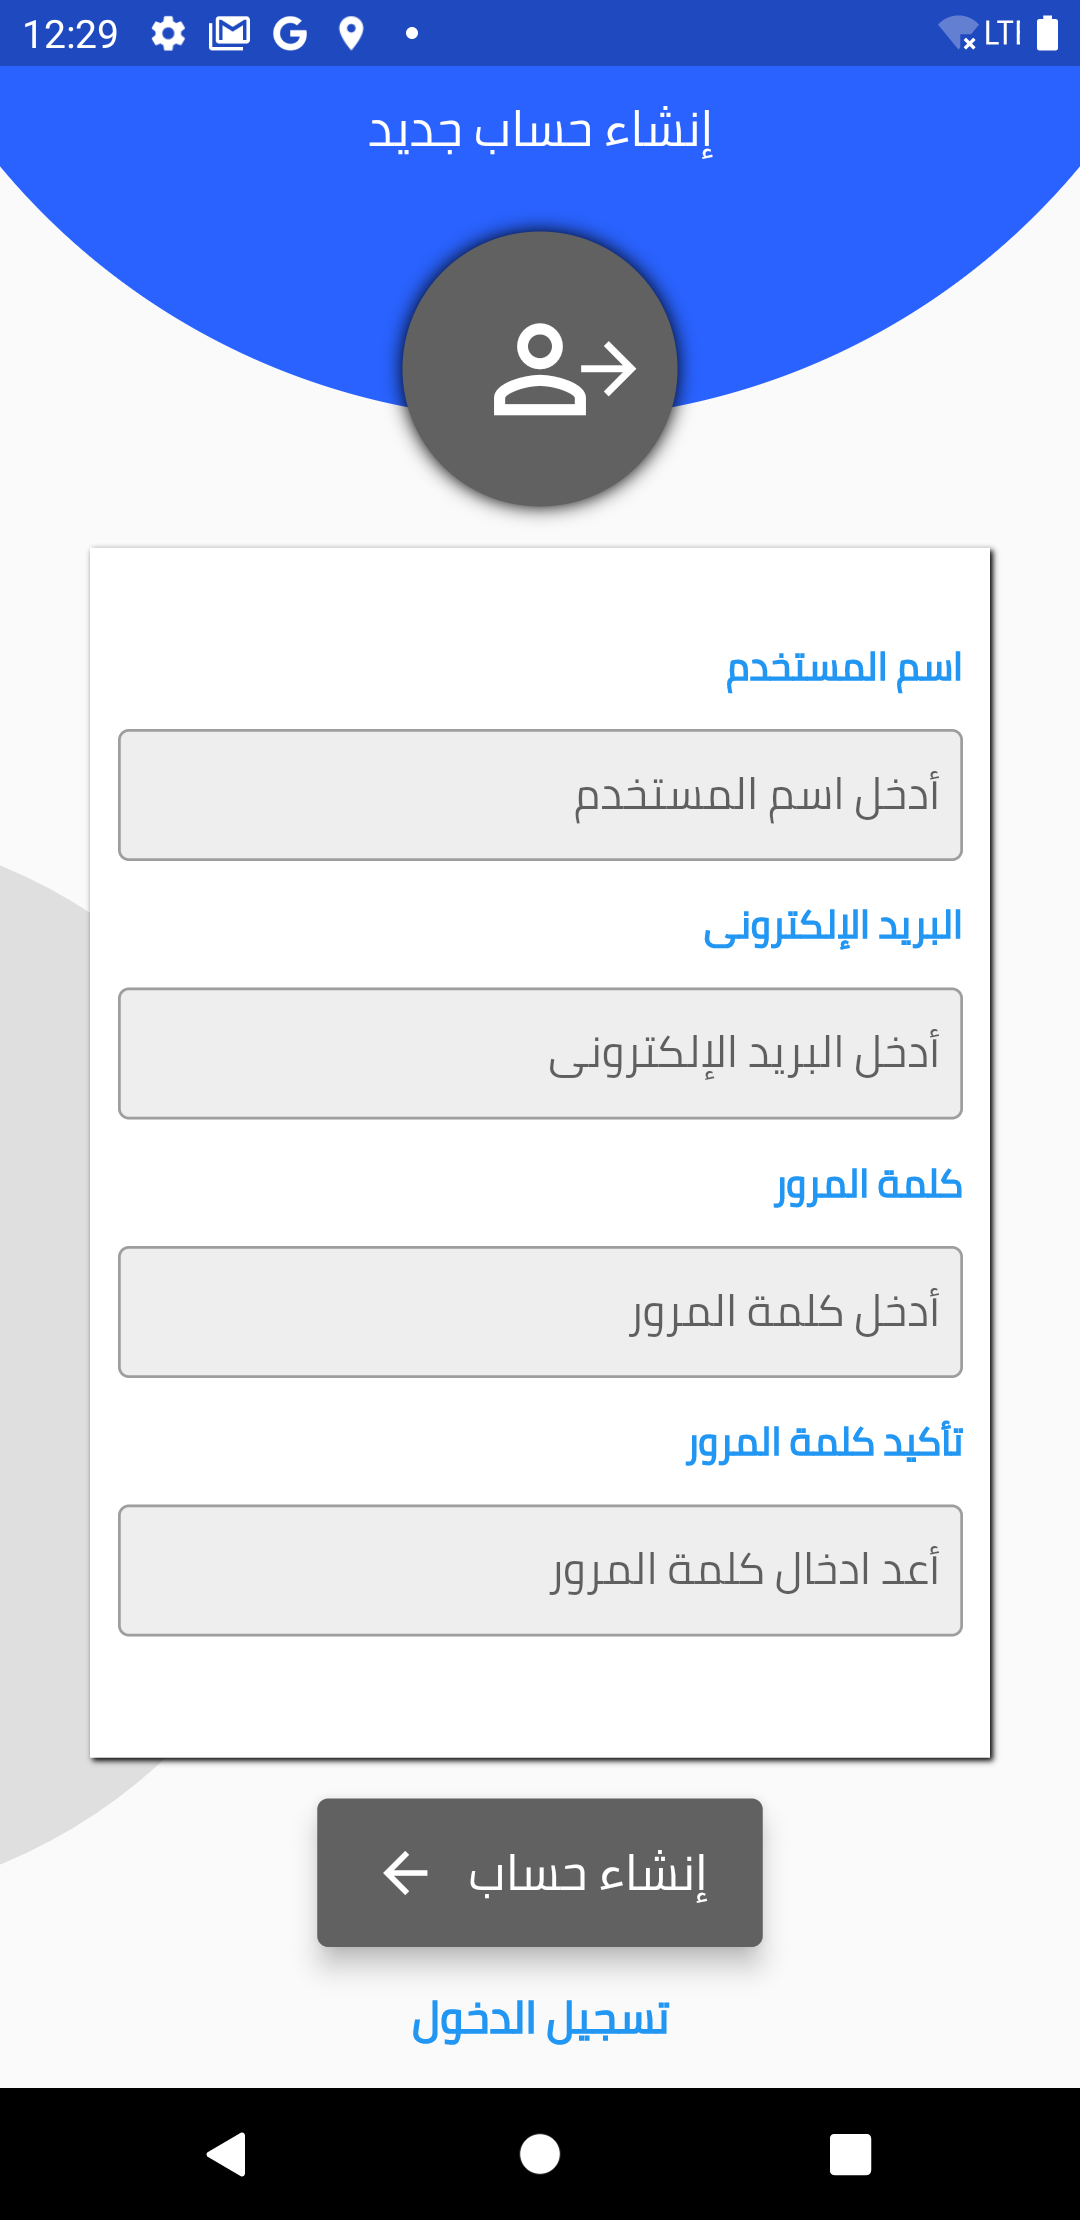 12:29
LTE
إنشاء حساب جديد
اسم المستخدم
أدخل اسم المستخدم
البريد الإلكترونى
أدخل البريد الإلكترونى
كلمة المرور
أدخل كلمة المرور
تأكيد كلمة المرور
أعد ادخال كلمة المرور
إنشاء حساب
تسجيل الدخول